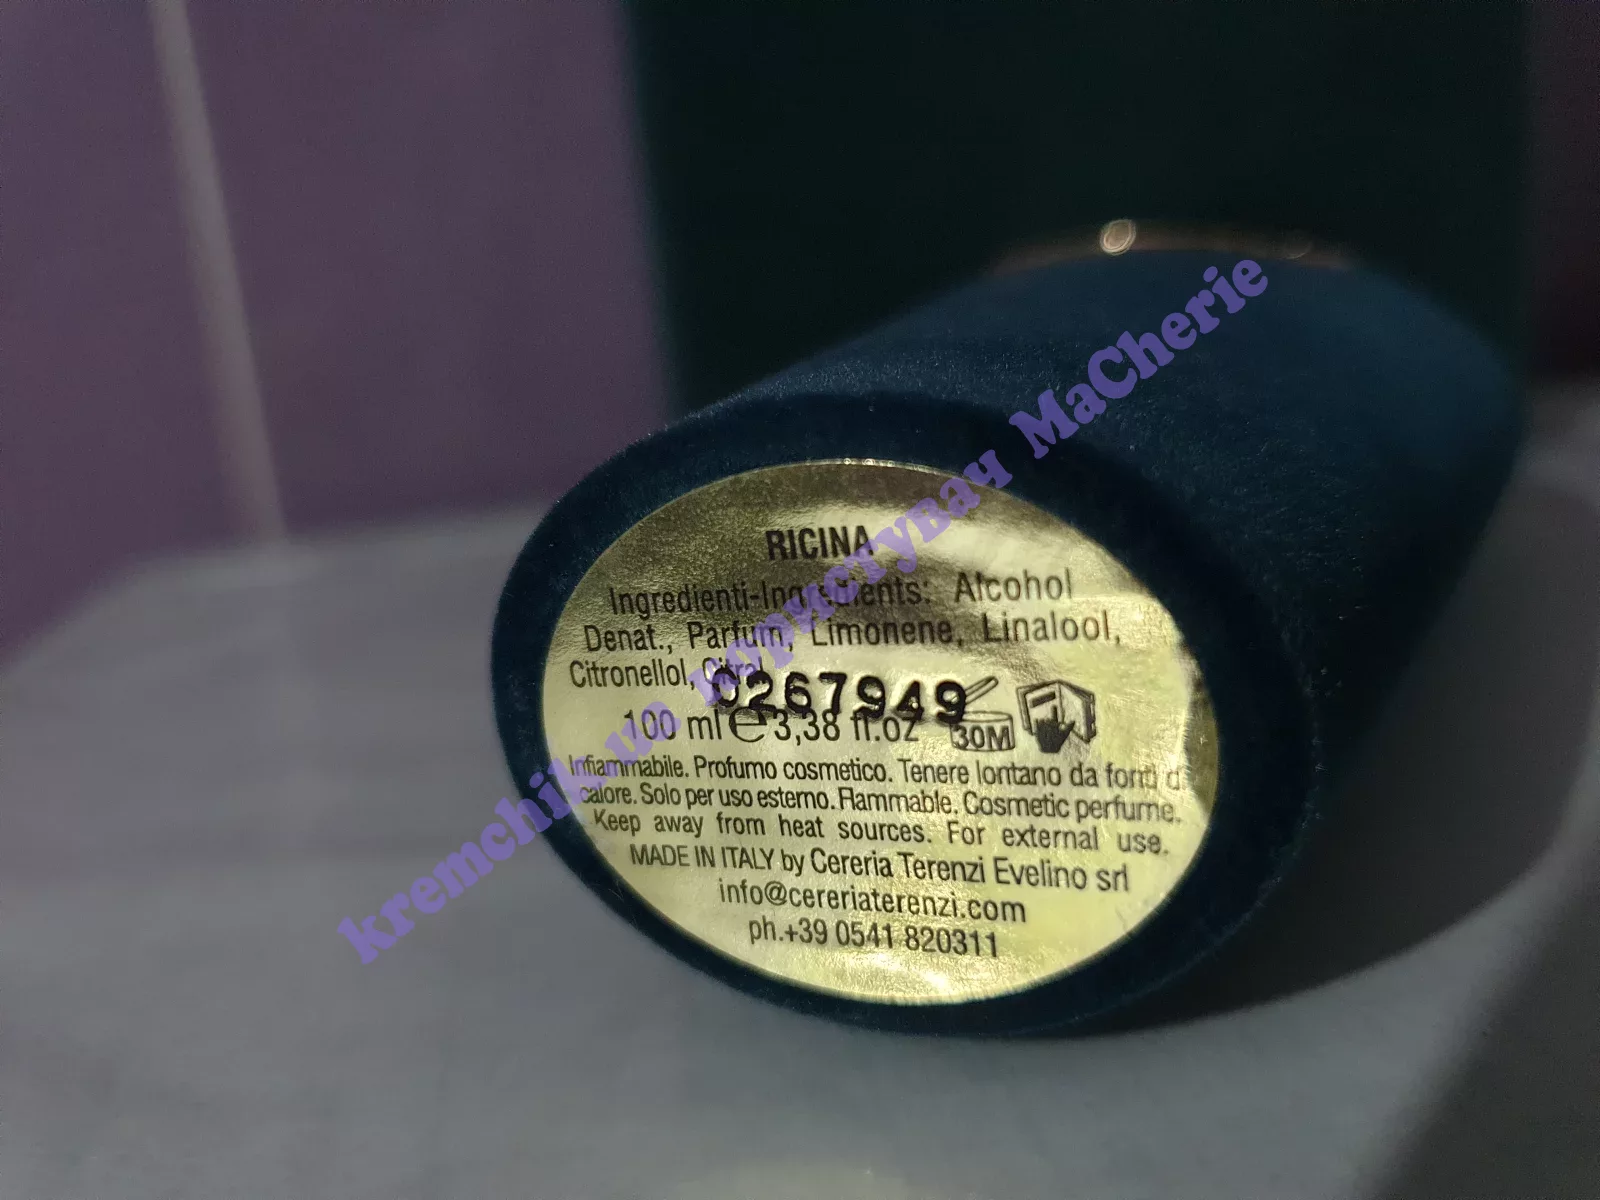 RICINA
Ingredienti-Ingredients: Alcohol
Denat., Parfum, Limonene, Linalool,
Citronellol, Citral
0267949
100 ml e 3,38 fl.oz 30M
Infiammabile. Profumo cosmetico. Tenere lontano da fonti d
calore. Solo per uso esterno. Flammable. Cosmetic perfume.
Keep away from heat sources. For external use.
MADE IN ITALY by Cereria Terenzi Evelino srl
info@cereriaterenzi.com
ph.+39 0541 820311
kremchik.ua користувач MaCherie